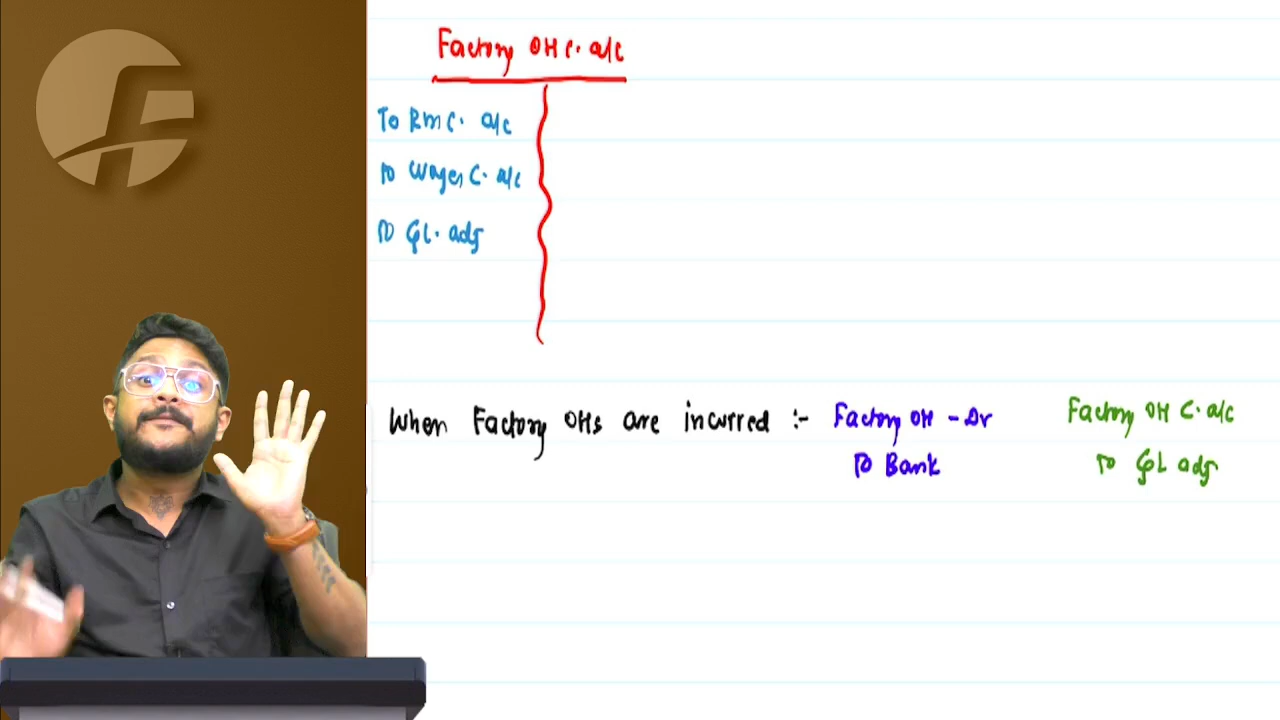 Factory OH C. a/c
To RM C. a/c
To Wages C. a/c
To GL. adj
When Factory OHs are incurred :- Factory OH - Dr
To Bank
Factory OH C. a/c
To GL adj